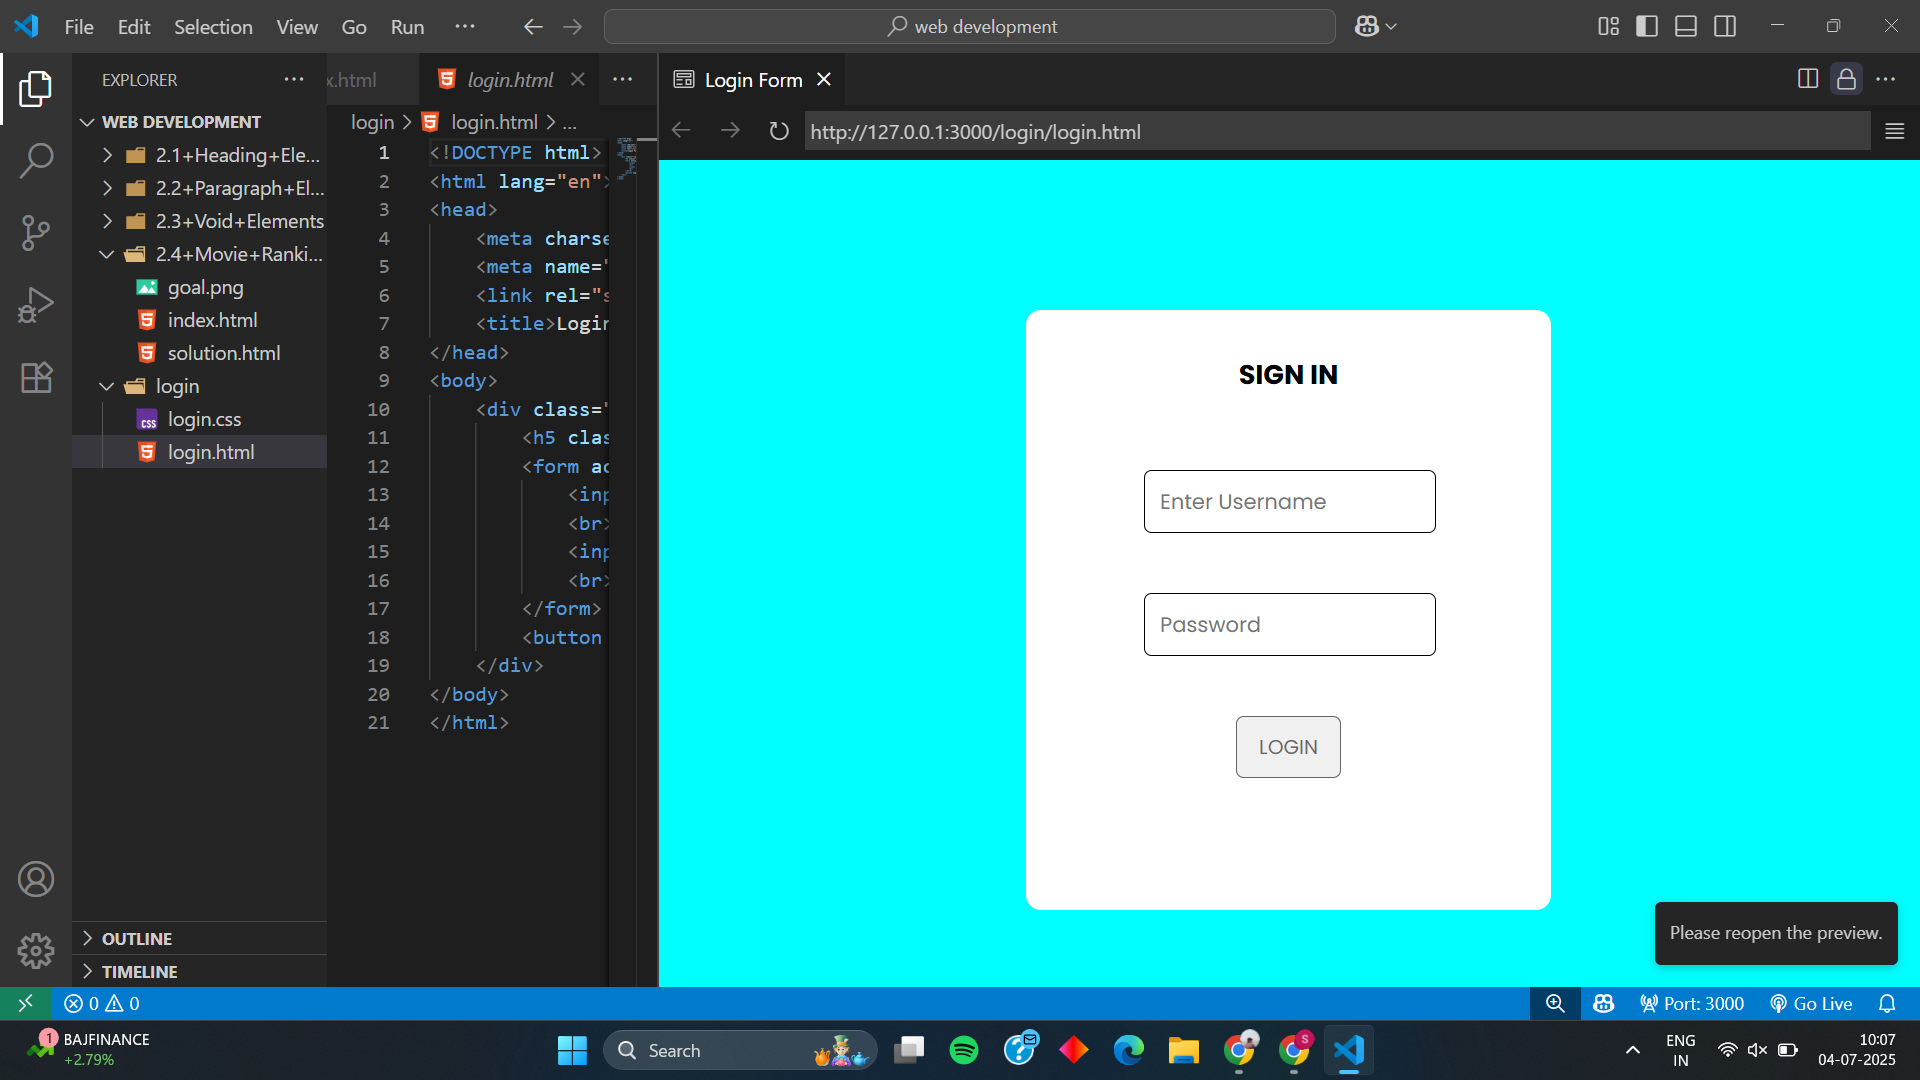 File Edit Selection View Go Run ··· web development
EXPLORER ···
x.html login.html ···
Login Form ···
WEB DEVELOPMENT
2.1+Heading+Ele...
2.2+Paragraph+El...
2.3+Void+Elements
2.4+Movie+Ranki...
goal.png
index.html
solution.html
login
login.css
login.html
OUTLINE
TIMELINE
login > login.html > ...
1 <!DOCTYPE html>
2 <html lang="en">
3 <head>
4 <meta charse
5 <meta name="
6 <link rel="s
7 <title>Login
8 </head>
9 <body>
10 <div class="
11 <h5 clas
12 <form ac
13 <inp
14 <br>
15 <inp
16 <br>
17 </form>
18 <button
19 </div>
20 </body>
21 </html>
http://127.0.0.1:3000/login/login.html
SIGN IN
Enter Username
Password
LOGIN
Please reopen the preview.
0 0 Port: 3000 Go Live
1 BAJFINANCE
+2.79%
Search
S
ENG
IN
10:07
04-07-2025